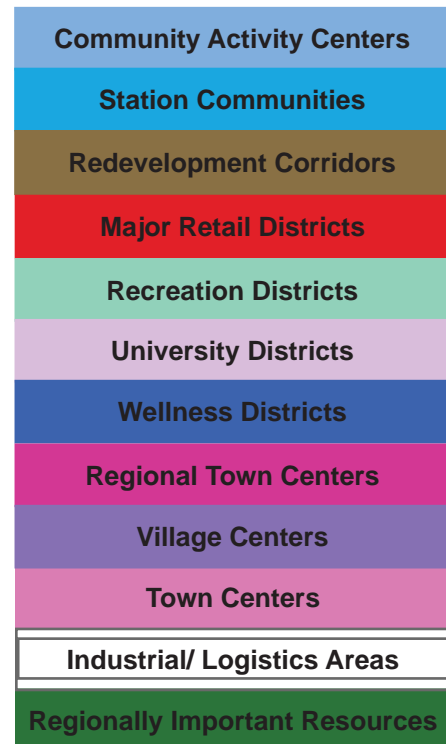 Community Activity Centers
Station Communities
Redevelopment Corridors
Major Retail Districts
Recreation Districts
University Districts
Wellness Districts
Regional Town Centers
Village Centers
Town Centers
Industrial/ Logistics Areas
Regionally Important Resources